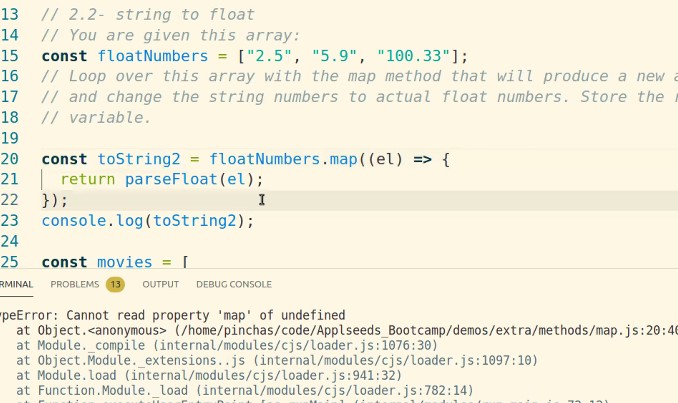 13 // 2.2- string to float
14 // You are given this array:
15 const floatNumbers = ["2.5", "5.9", "100.33"];
16 // Loop over this array with the map method that will produce a new
17 // and change the string numbers to actual float numbers. Store the
18 // variable.
19
20 const toString2 = floatNumbers.map((el) => {
21 return parseFloat(el);
22 });
23 console.log(toString2);
24
25 const movies = [
RMINAL PROBLEMS 13 OUTPUT DEBUG CONSOLE
ypeError: Cannot read property 'map' of undefined
at Object.<anonymous> (/home/pinchas/code/Applseeds_Bootcamp/demos/extra/methods/map.js:20:40
at Module._compile (internal/modules/cjs/loader.js:1076:30)
at Object.Module._extensions..js (internal/modules/cjs/loader.js:1097:10)
at Module.load (internal/modules/cjs/loader.js:941:32)
at Function.Module._load (internal/modules/cjs/loader.js:782:14)